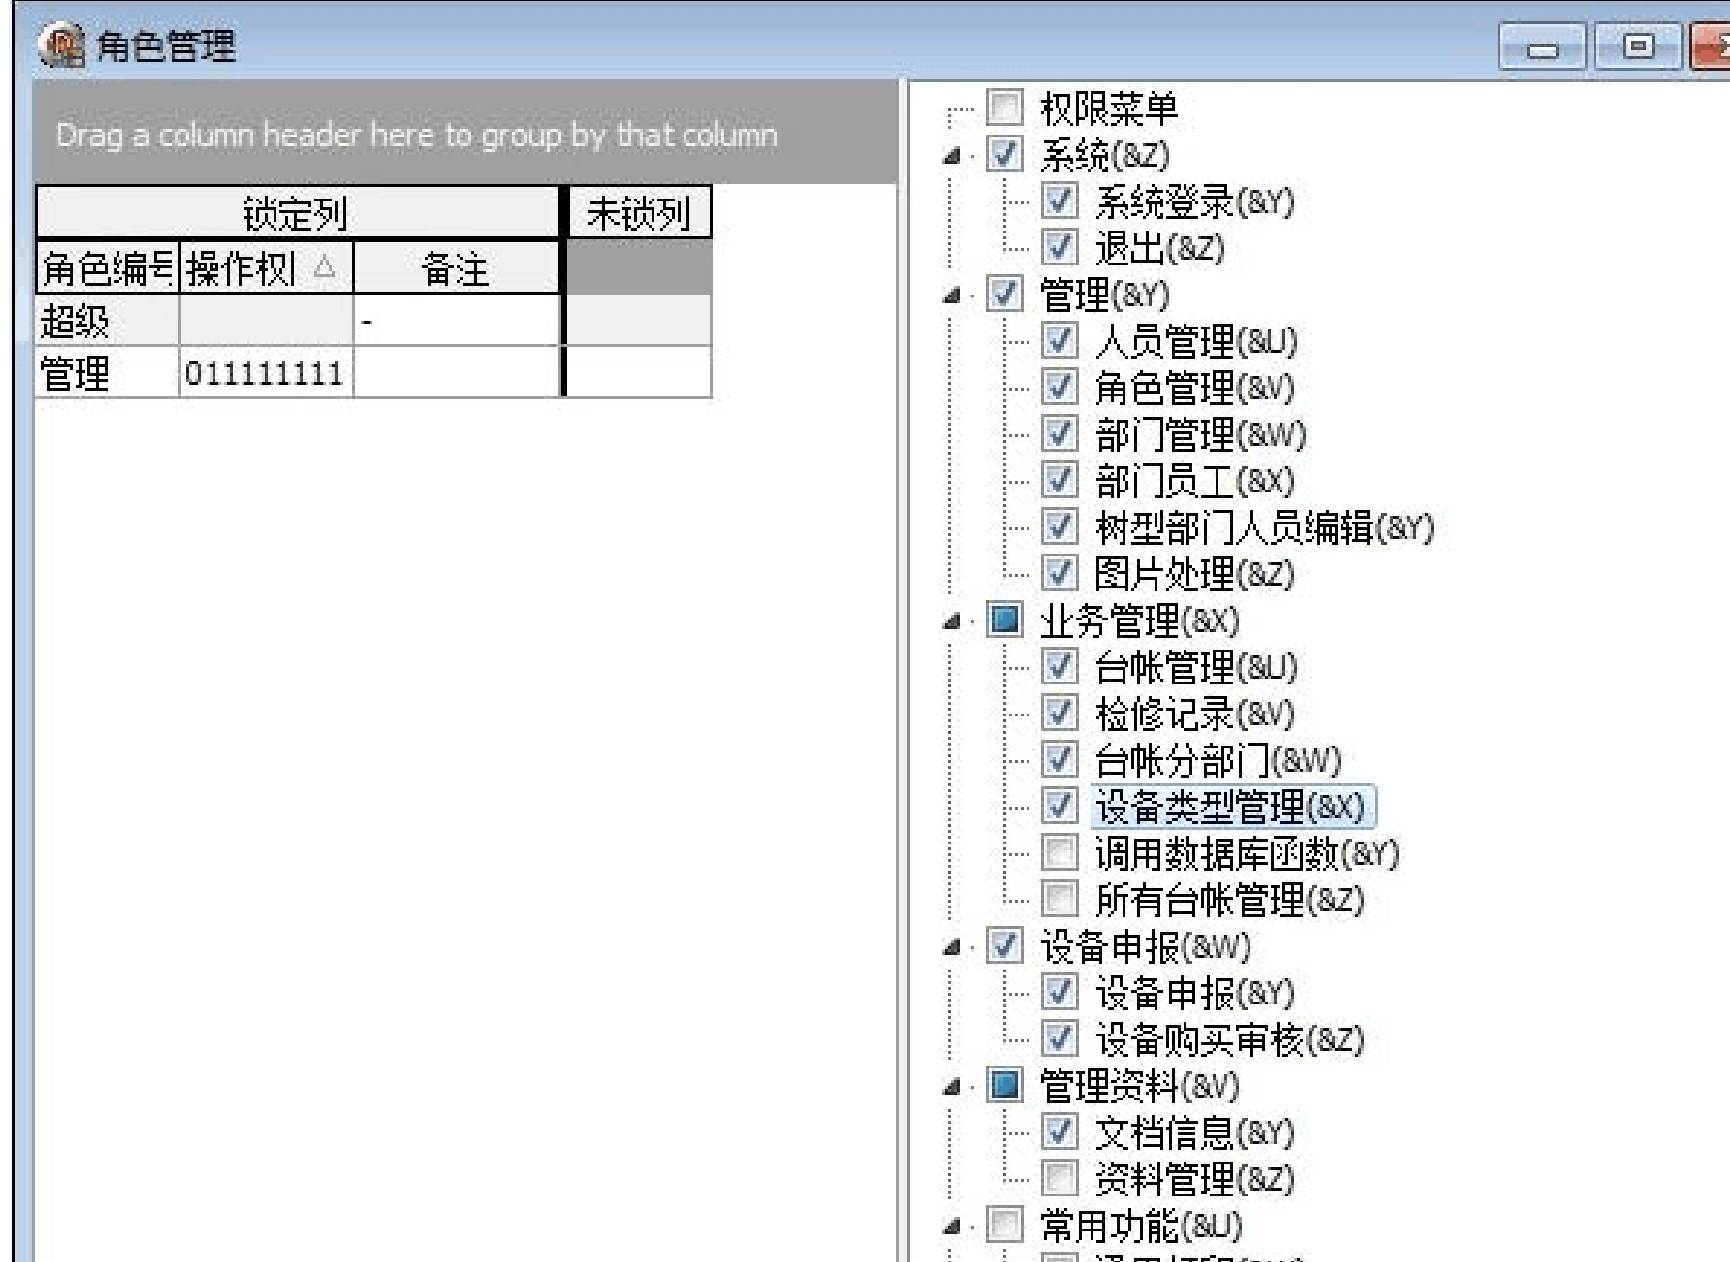 角色管理
Drag a column header here to group by that column
锁定列 未锁列
角色编号 操作权 备注
超级 -
管理 011111111
权限菜单
系统(&Z)
系统登录(&Y)
退出(&Z)
管理(&Y)
人员管理(&U)
角色管理(&V)
部门管理(&W)
部门员工(&X)
树型部门人员编辑(&Y)
图片处理(&Z)
业务管理(&X)
台帐管理(&U)
检修记录(&V)
台帐分部门(&W)
设备类型管理(&X)
调用数据库函数(&Y)
所有台帐管理(&Z)
设备申报(&W)
设备申报(&Y)
设备购买审核(&Z)
管理资料(&V)
文档信息(&Y)
资料管理(&Z)
常用功能(&U)